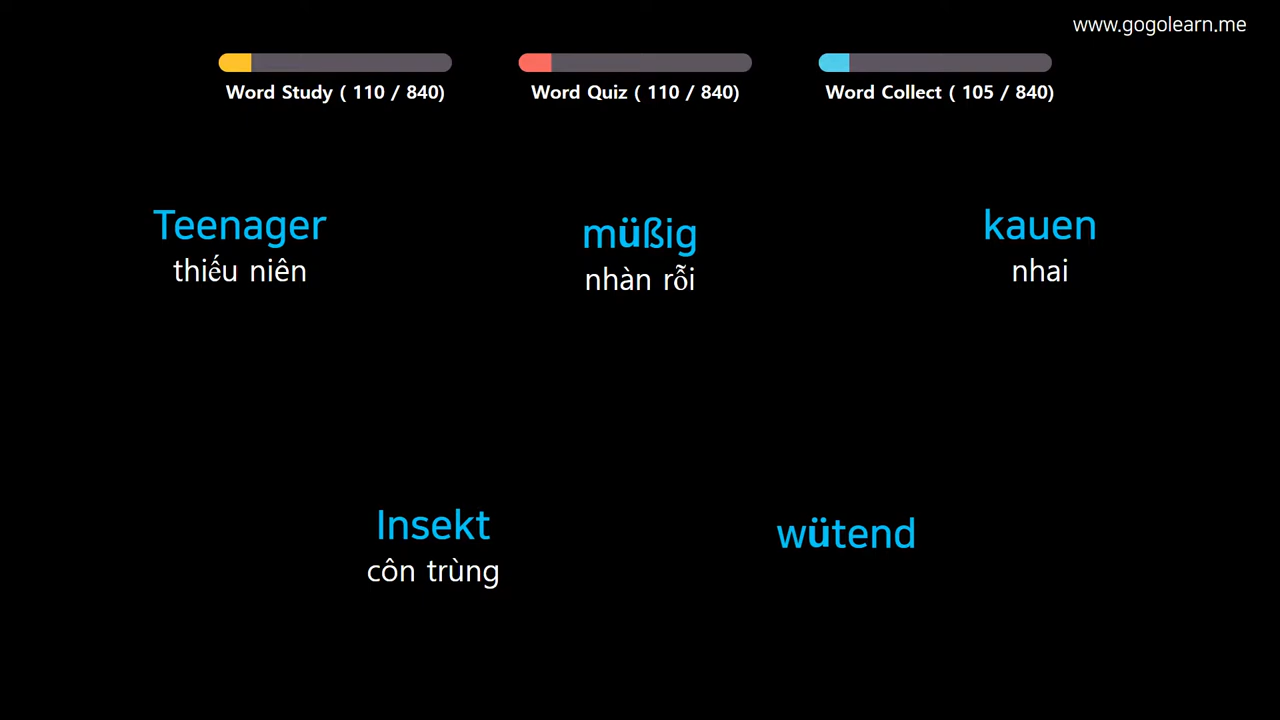 www.gogolearn.me
Word Study ( 110 / 840)
Word Quiz ( 110 / 840)
Word Collect ( 105 / 840)
Teenager
thiếu niên
müßig
nhàn rỗi
kauen
nhai
Insekt
côn trùng
wütend